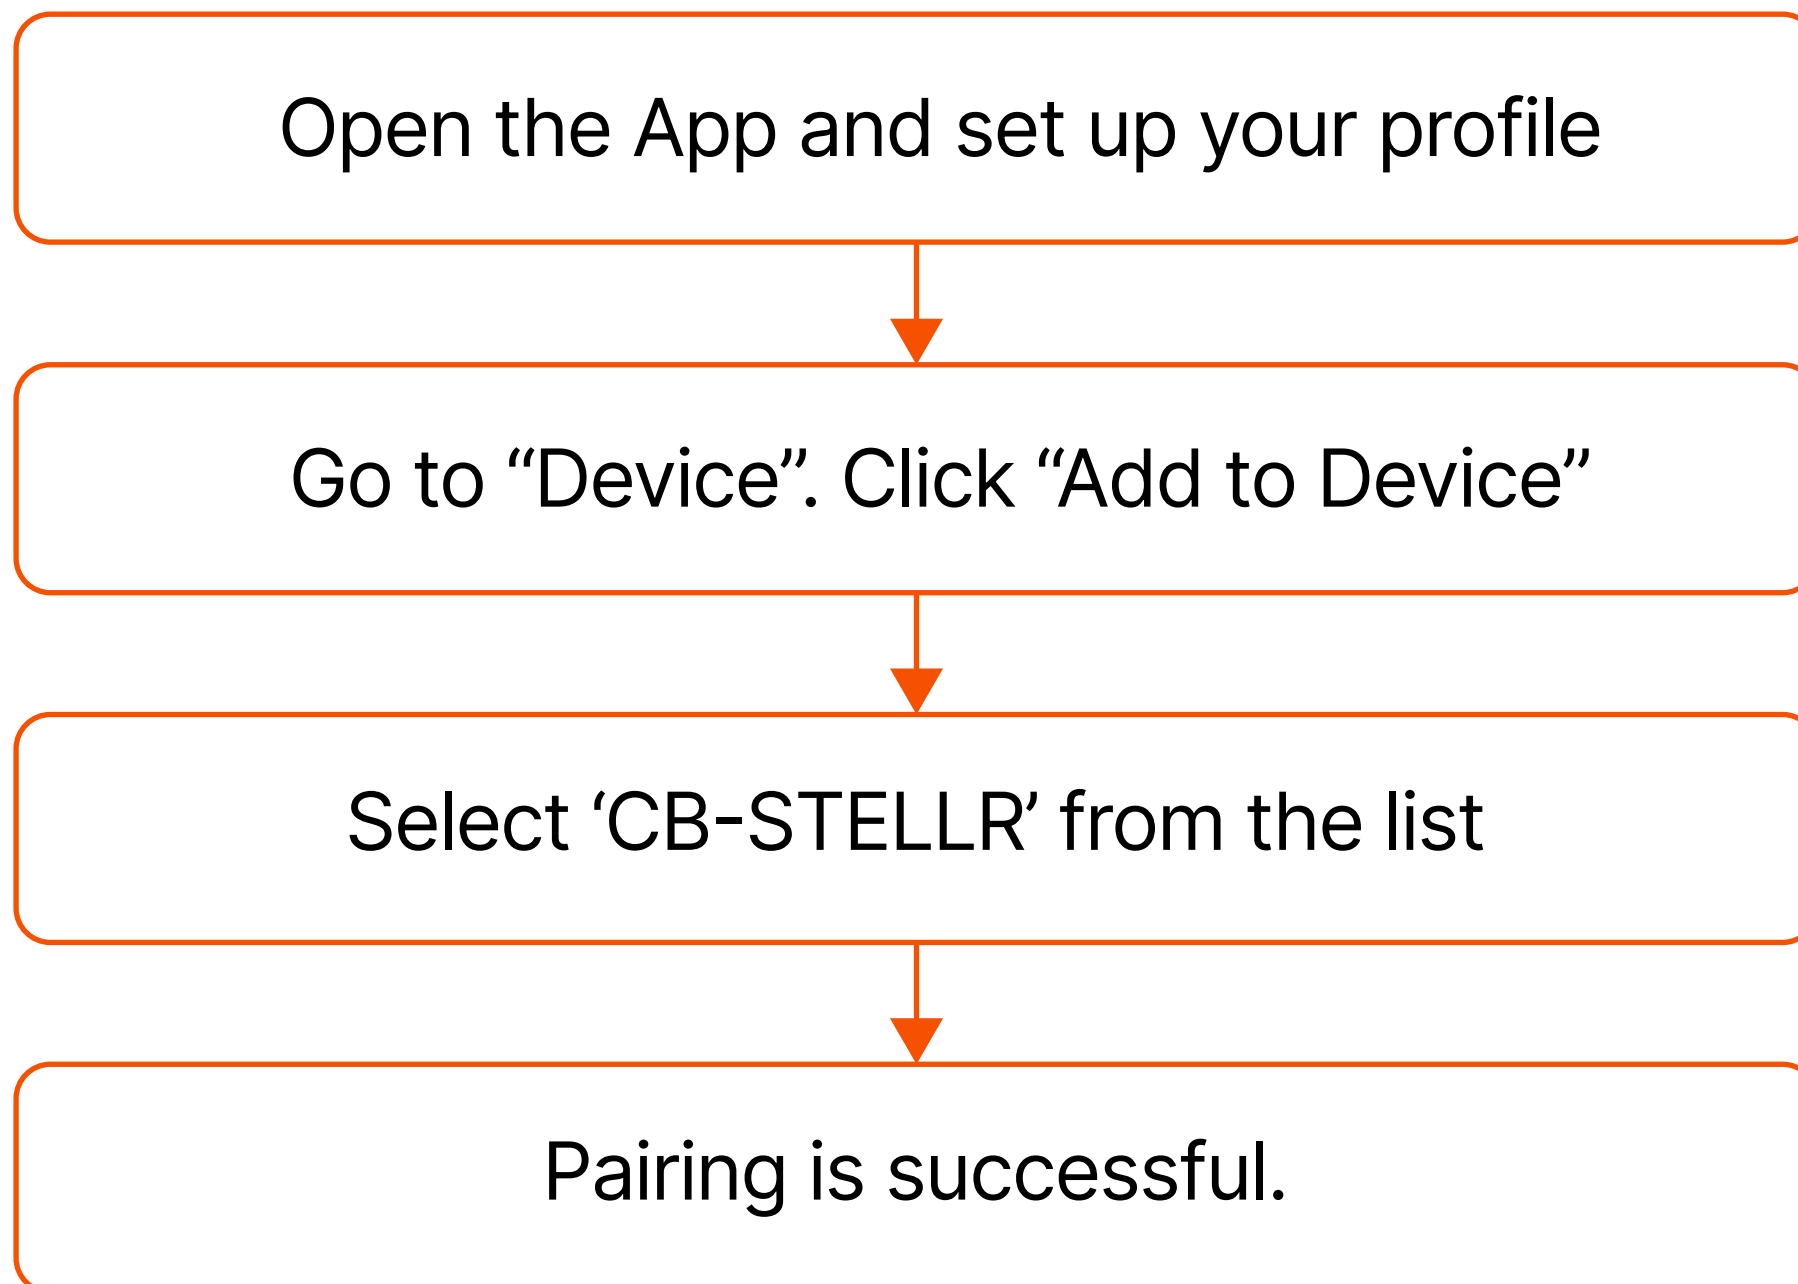 Open the App and set up your profile
Go to “Device”. Click “Add to Device”
Select ‘CB-STELLR’ from the list
Pairing is successful.